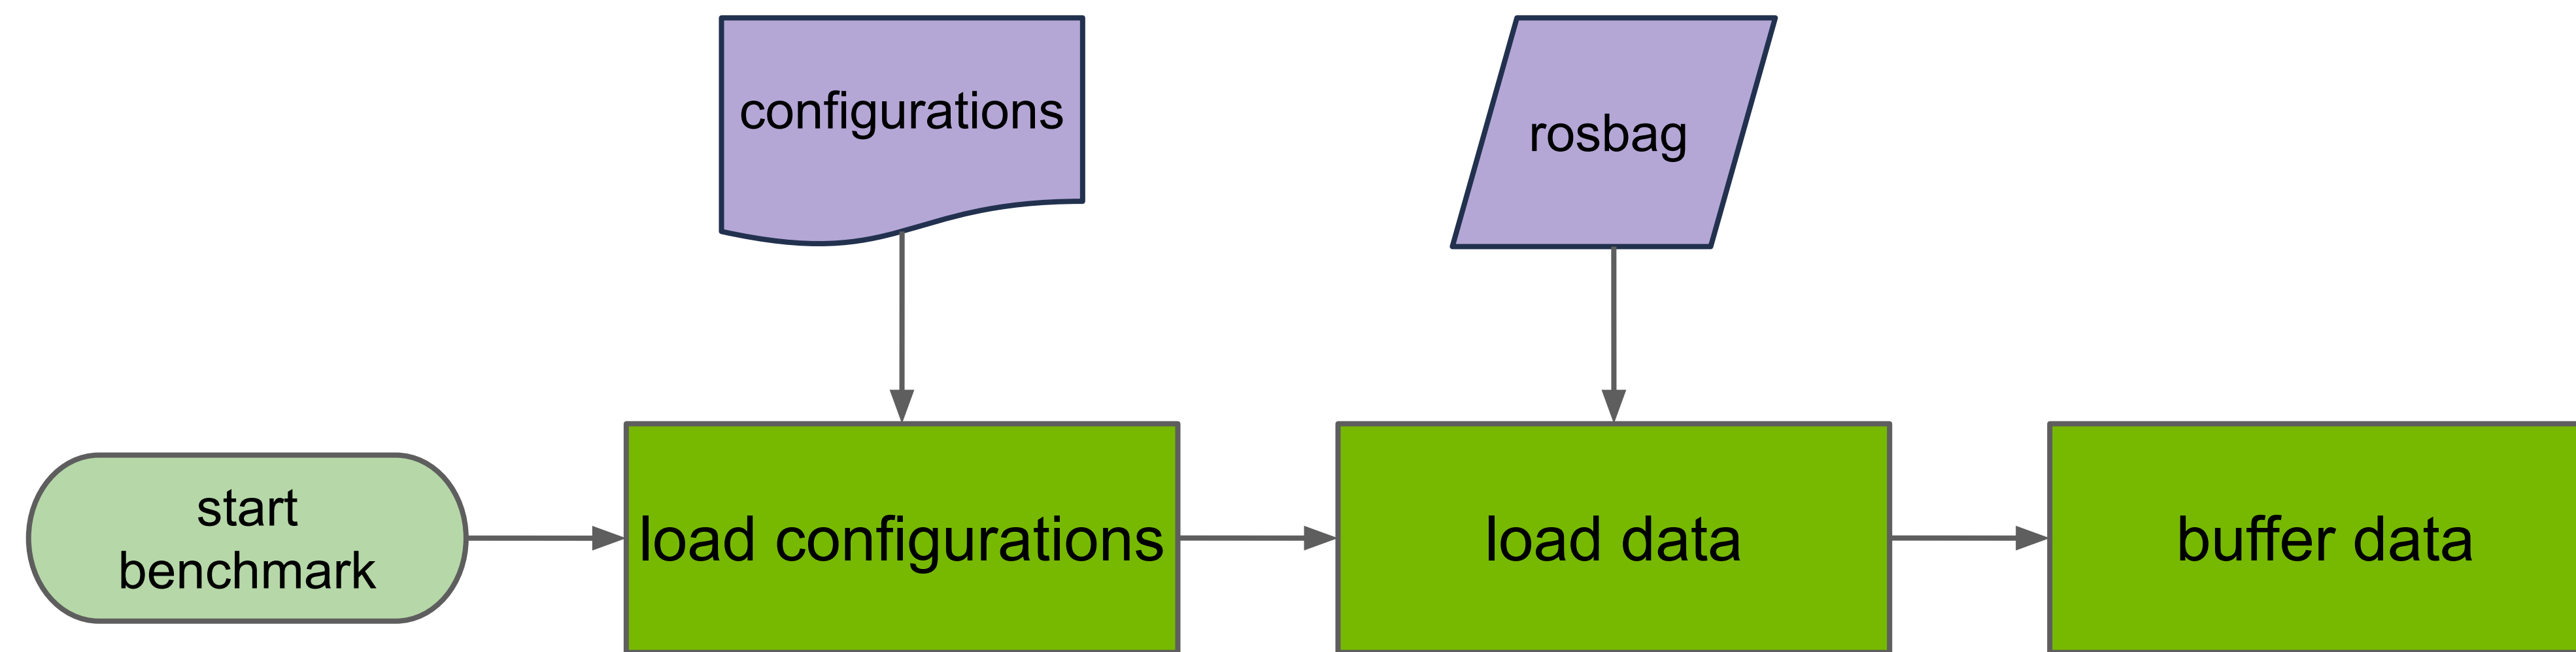 configurations
rosbag
start
benchmark
load configurations
load data
buffer data